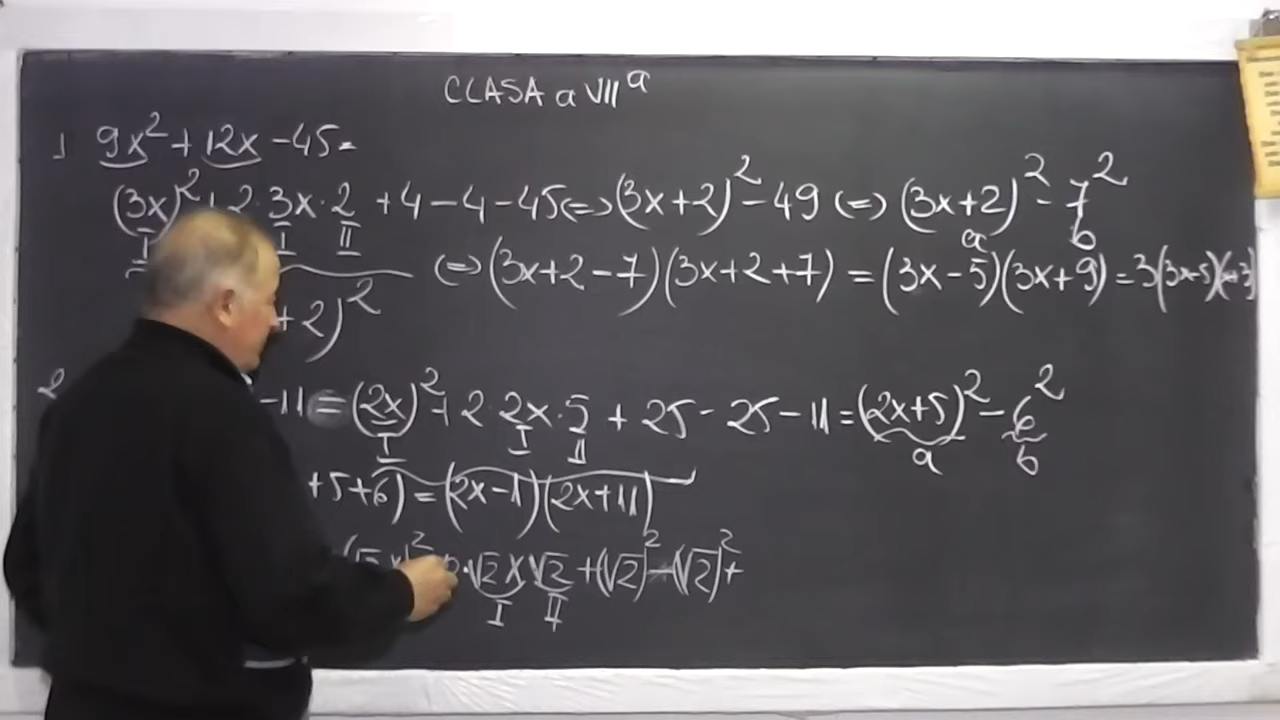 CLASA a VII a
1 9x² + 12x - 45 =
(3x)² + 2 · 3x · 2 + 4 - 4 - 45 <=> (3x+2)² - 49 <=> (3x+2)² - 7²
I I II a b
<=> (3x+2-7)(3x+2+7) = (3x-5)(3x+9) = 3(3x-5)(x+3)
+2)²
2 -11 = (2x)² + 2 · 2x · 5 + 25 - 25 - 11 = (2x+5)² - 6²
I I II a b
+5+6) = (2x-1)(2x+11)
· √2 x √2 + (√2)² - (√2)² +
I II